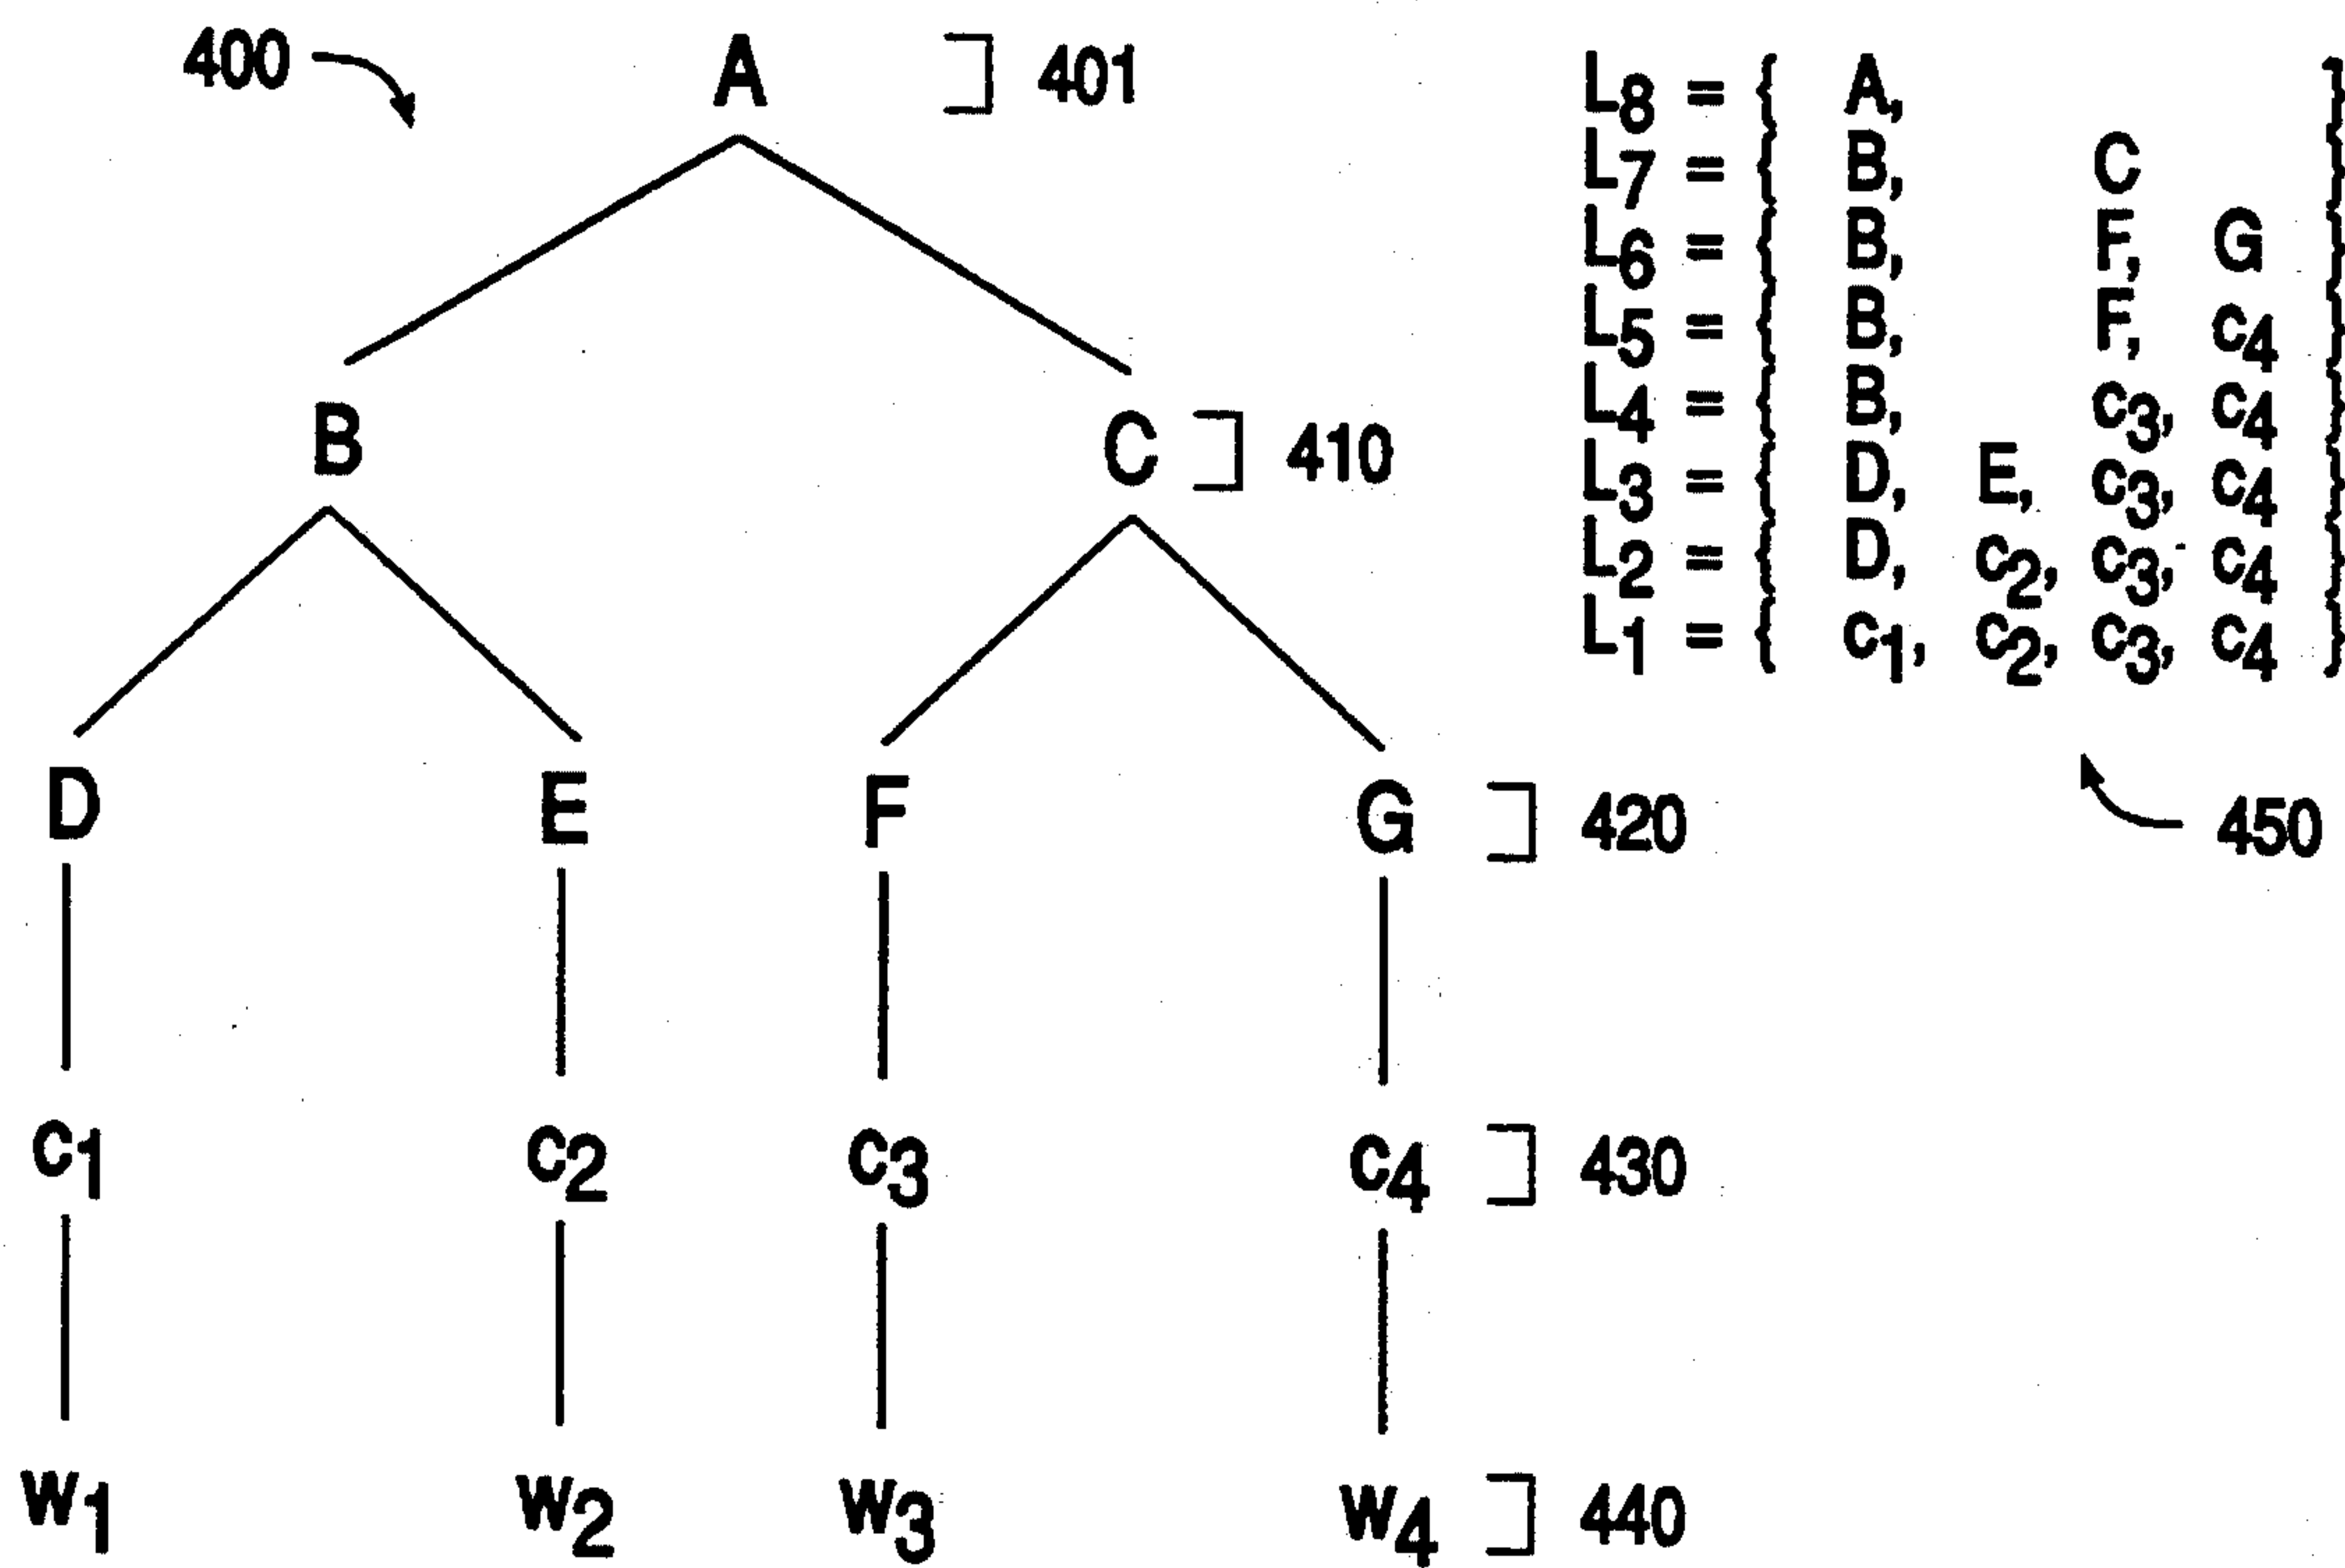 400 A 401
B C 410
D E F G 420
c1 c2 c3 c4 430
w1 w2 w3 w4 440
L8 = { A, }
L7 = { B, C }
L6 = { B, F, G }
L5 = { B, F, c4 }
L4 = { B, c3, c4 }
L3 = { D, E, c3, c4 }
L2 = { D, c2, c3, c4 }
L1 = { c1, c2, c3, c4 }
450